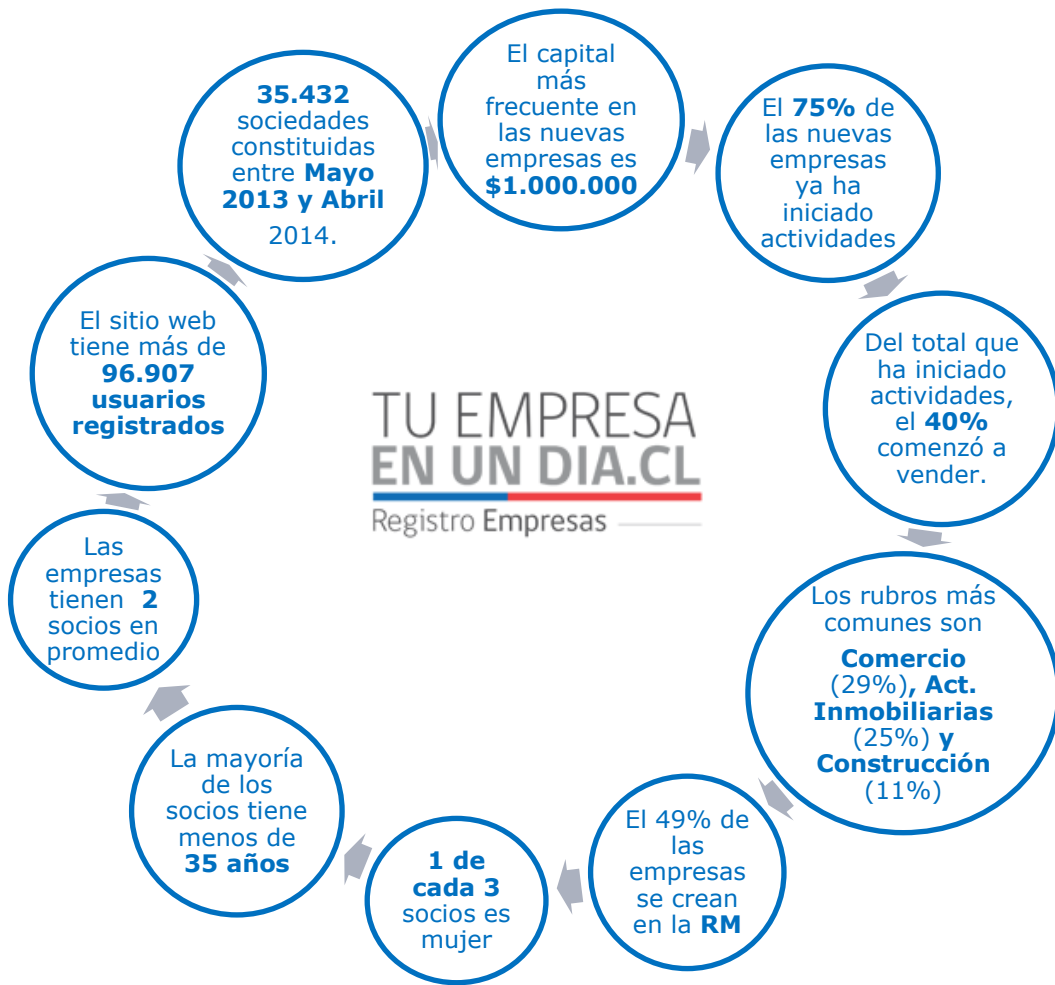 35.432
sociedades
constituidas
entre Mayo
2013 y Abril
2014.
El capital
más
frecuente en
las nuevas
empresas es
$1.000.000
El 75% de
las nuevas
empresas
ya ha
iniciado
actividades
Del total que
ha iniciado
actividades,
el 40%
comenzó a
vender.
Los rubros más
comunes son
Comercio
(29%), Act.
Inmobiliarias
(25%) y
Construcción
(11%)
El 49% de
las
empresas
se crean
en la RM
1 de
cada 3
socios es
mujer
La mayoría
de los
socios tiene
menos de
35 años
Las
empresas
tienen 2
socios en
promedio
El sitio web
tiene más de
96.907
usuarios
registrados
TU EMPRESA
EN UN DIA.CL
Registro Empresas